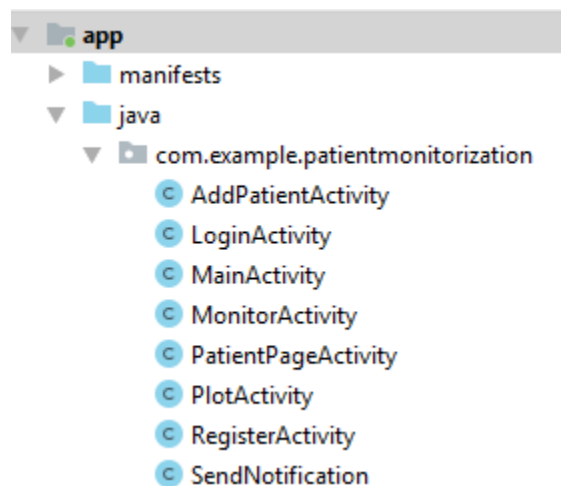 app
manifests
java
com.example.patientmonitorization
C AddPatientActivity
C LoginActivity
C MainActivity
C MonitorActivity
C PatientPageActivity
C PlotActivity
C RegisterActivity
C SendNotification